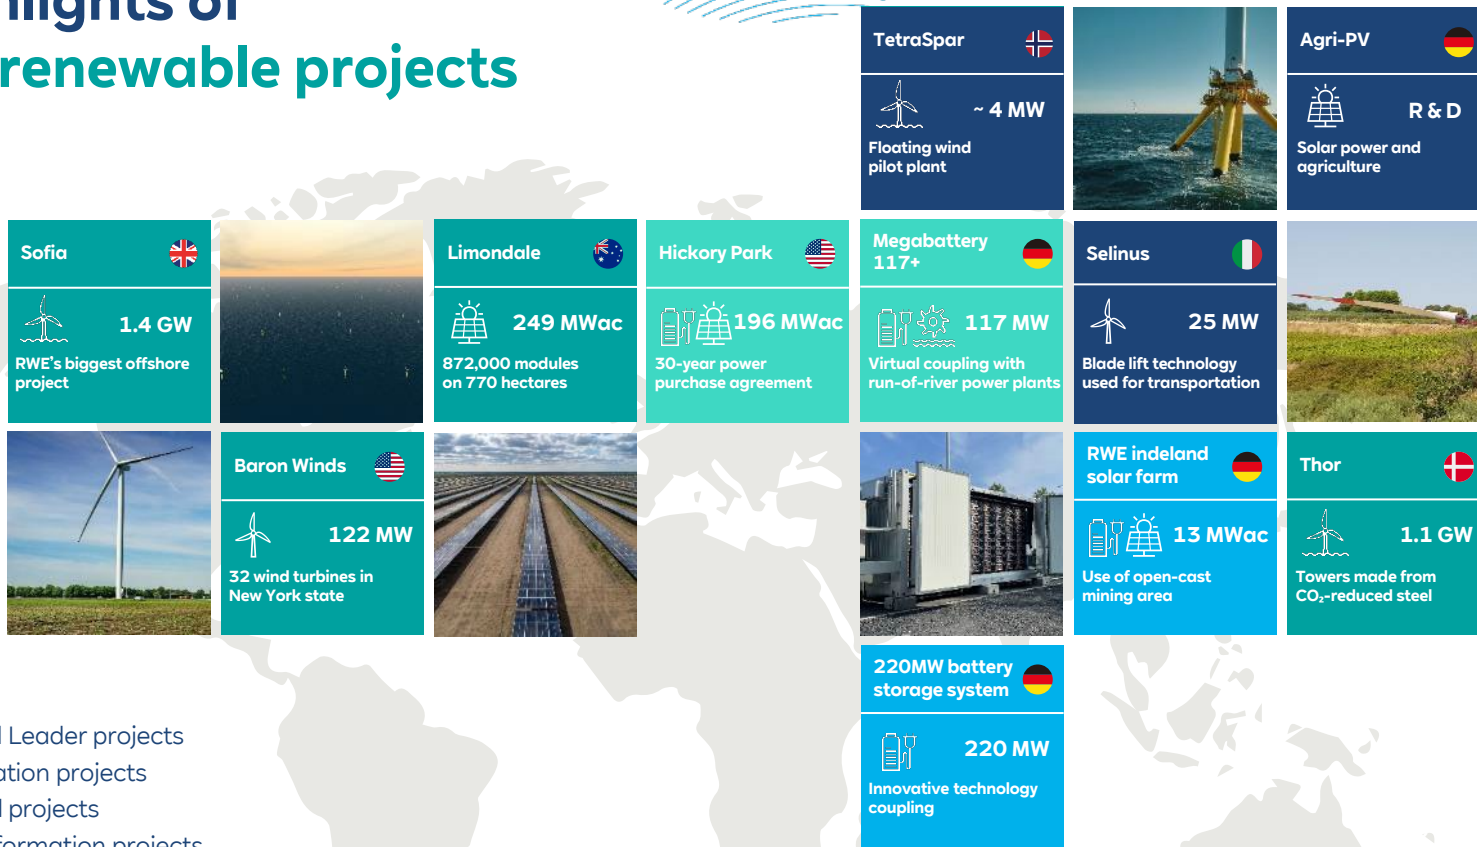 renewable projects
TetraSpar
~ 4 MW
Floating wind
pilot plant
Agri-PV
R & D
Solar power and
agriculture
Sofia
1.4 GW
RWE's biggest offshore
project
Limondale
249 MWac
872,000 modules
on 770 hectares
Hickory Park
196 MWac
30-year power
purchase agreement
Megabattery
117+
117 MW
Virtual coupling with
run-of-river power plants
Selinus
25 MW
Blade lift technology
used for transportation
Baron Winds
122 MW
32 wind turbines in
New York state
RWE indeland
solar farm
13 MWac
Use of open-cast
mining area
Thor
1.1 GW
Towers made from
CO₂-reduced steel
220MW battery
storage system
220 MW
Innovative technology
coupling
Leader projects
projects
projects
projects